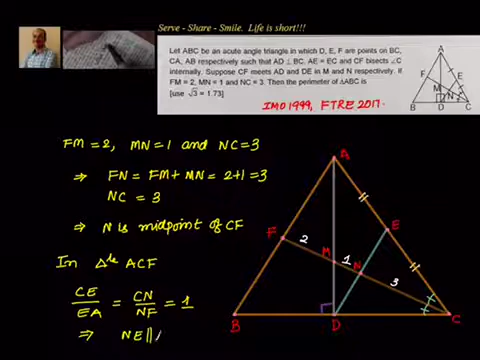 Serve - Share - Smile. Life is short!!!
Let ABC be an acute angle triangle in which D, E, F are points on BC,
CA, AB respectively such that AD ⊥ BC, AE = EC and CF bisects ∠C
internally. Suppose CF meets AD and DE in M and N respectively. If
FM = 2, MN = 1 and NC = 3. Then the perimeter of ΔABC is
[use √3 = 1.73]
IMO 1999, FTRE 2017.
A
F
E
M
N
B
D
C
FM = 2, MN = 1 and NC = 3
⇒ FN = FM + MN = 2+1 = 3
NC = 3
⇒ N is midpoint of CF
In Δle ACF
CE/EA = CN/NF = 1
⇒ NE ||
A
E
F
2
M
1
N
3
B
D
C